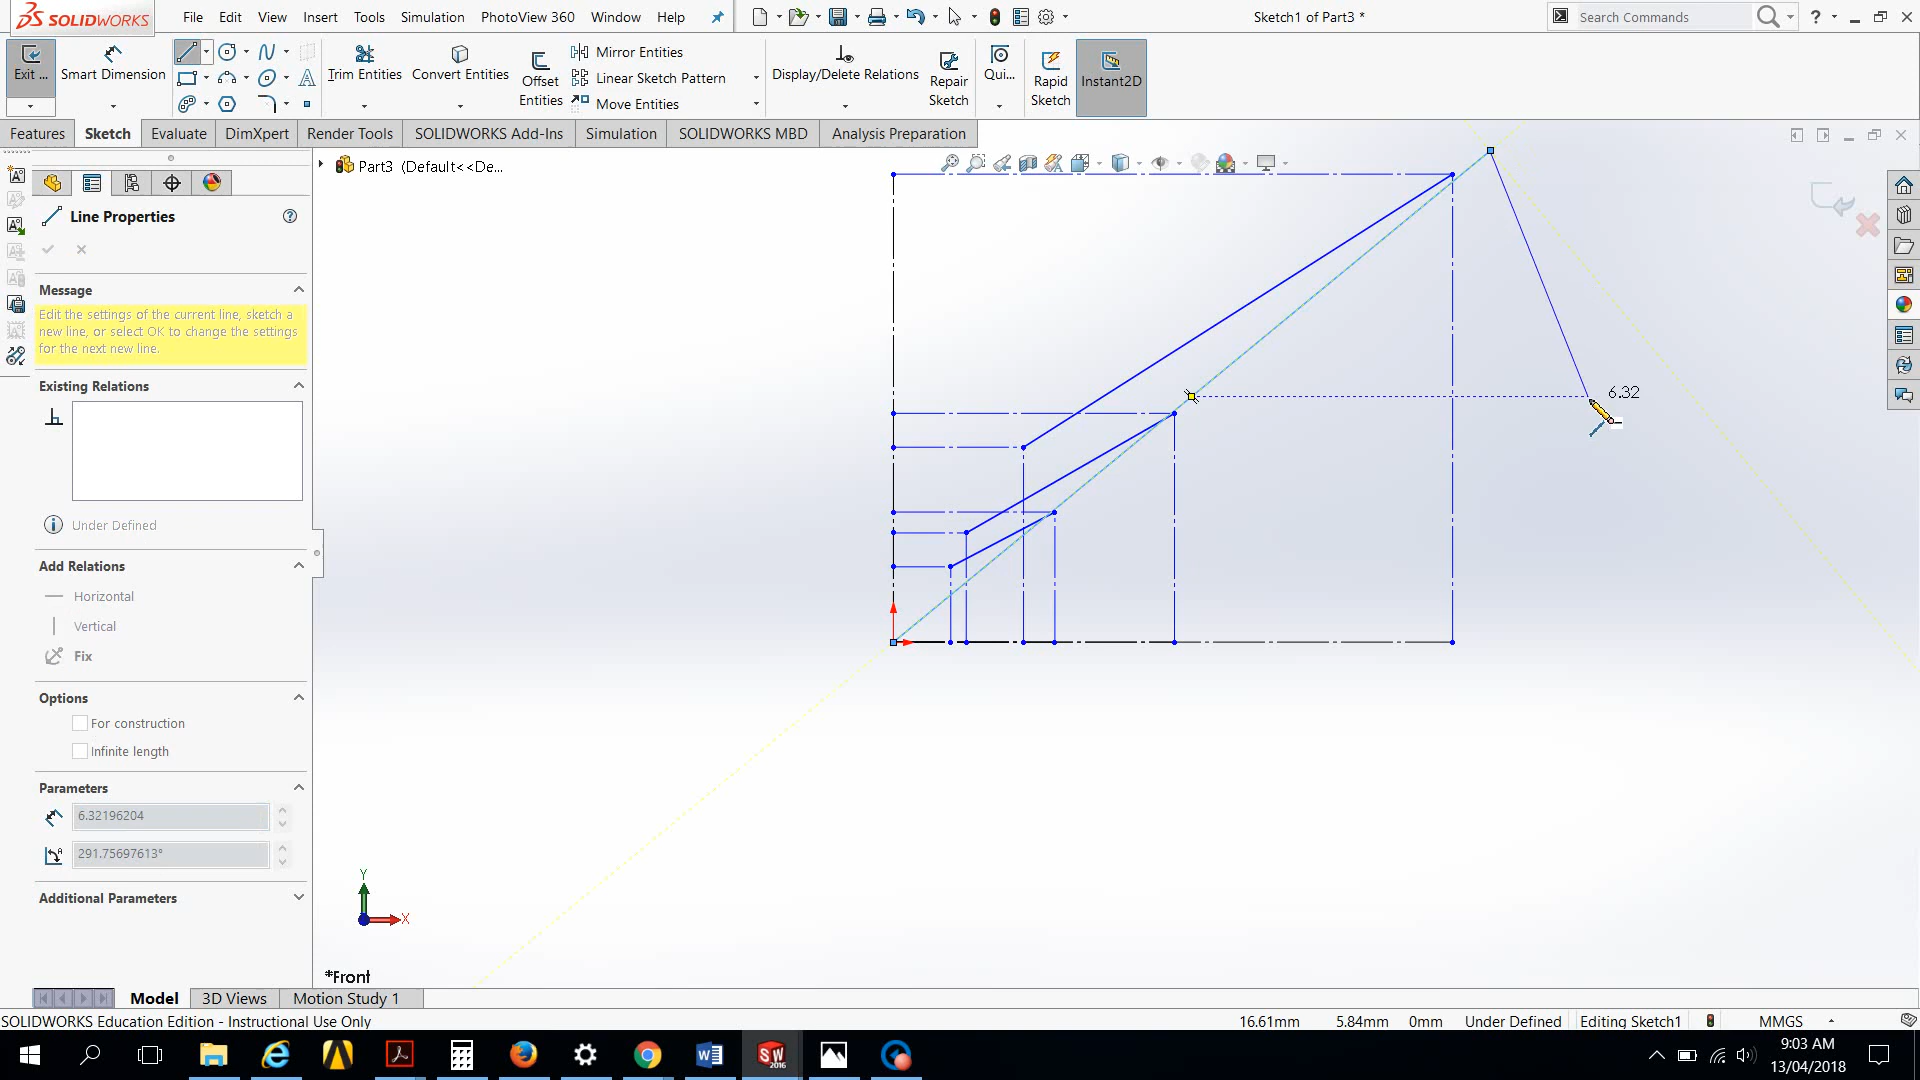 SOLIDWORKS
File Edit View Insert Tools Simulation PhotoView 360 Window Help
Sketch1 of Part3 *
Search Commands
Exit ...
Smart Dimension
Trim Entities
Convert Entities
Offset
Entities
Mirror Entities
Linear Sketch Pattern
Move Entities
Display/Delete Relations
Repair
Sketch
Qui...
Rapid
Sketch
Instant2D
Features Sketch Evaluate DimXpert Render Tools SOLIDWORKS Add-Ins Simulation SOLIDWORKS MBD Analysis Preparation
Part3 (Default<<De...
Line Properties
Message
Edit the settings of the current line, sketch a
new line, or select OK to change the settings
for the next new line.
Existing Relations
Under Defined
Add Relations
Horizontal
Vertical
Fix
Options
For construction
Infinite length
Parameters
6.32196204
291.75697613°
Additional Parameters
6.32
Y
X
*Front
Model 3D Views Motion Study 1
SOLIDWORKS Education Edition - Instructional Use Only
16.61mm 5.84mm 0mm Under Defined Editing Sketch1 MMGS
9:03 AM
13/04/2018